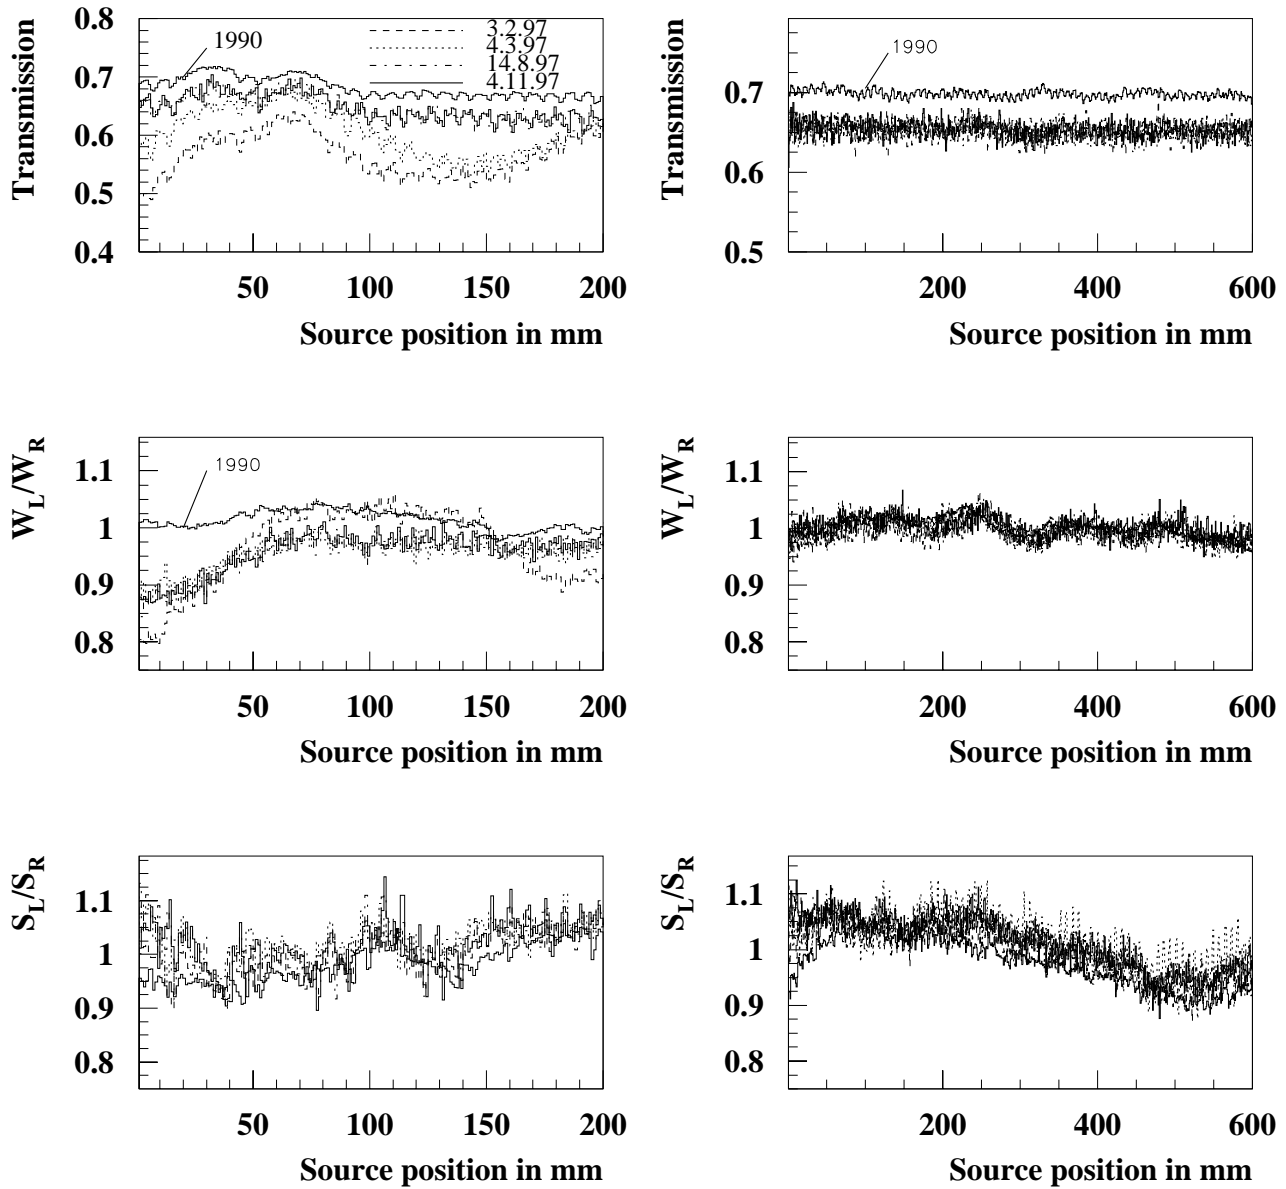 Transmission
0.8
0.7
0.6
0.5
0.4
1990
3.2.97
4.3.97
14.8.97
4.11.97
50 100 150 200
Source position in mm
Transmission
0.7
0.6
0.5
1990
200 400 600
Source position in mm
W_L/W_R
1.1
1
0.9
0.8
1990
50 100 150 200
Source position in mm
W_L/W_R
1.1
1
0.9
0.8
200 400 600
Source position in mm
S_L/S_R
1.1
1
0.9
0.8
50 100 150 200
Source position in mm
S_L/S_R
1.1
1
0.9
0.8
200 400 600
Source position in mm